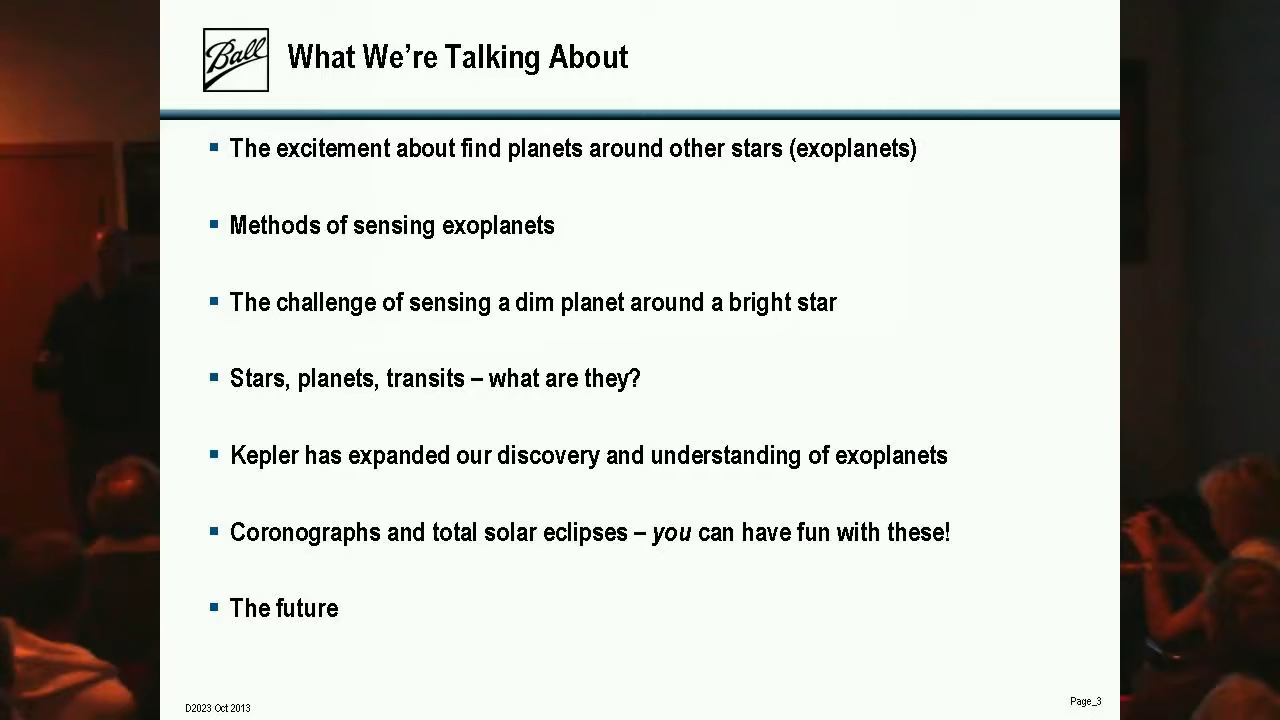 Ball
What We're Talking About
The excitement about find planets around other stars (exoplanets)
Methods of sensing exoplanets
The challenge of sensing a dim planet around a bright star
Stars, planets, transits – what are they?
Kepler has expanded our discovery and understanding of exoplanets
Coronographs and total solar eclipses – you can have fun with these!
The future
D2023 Oct 2013
Page_3